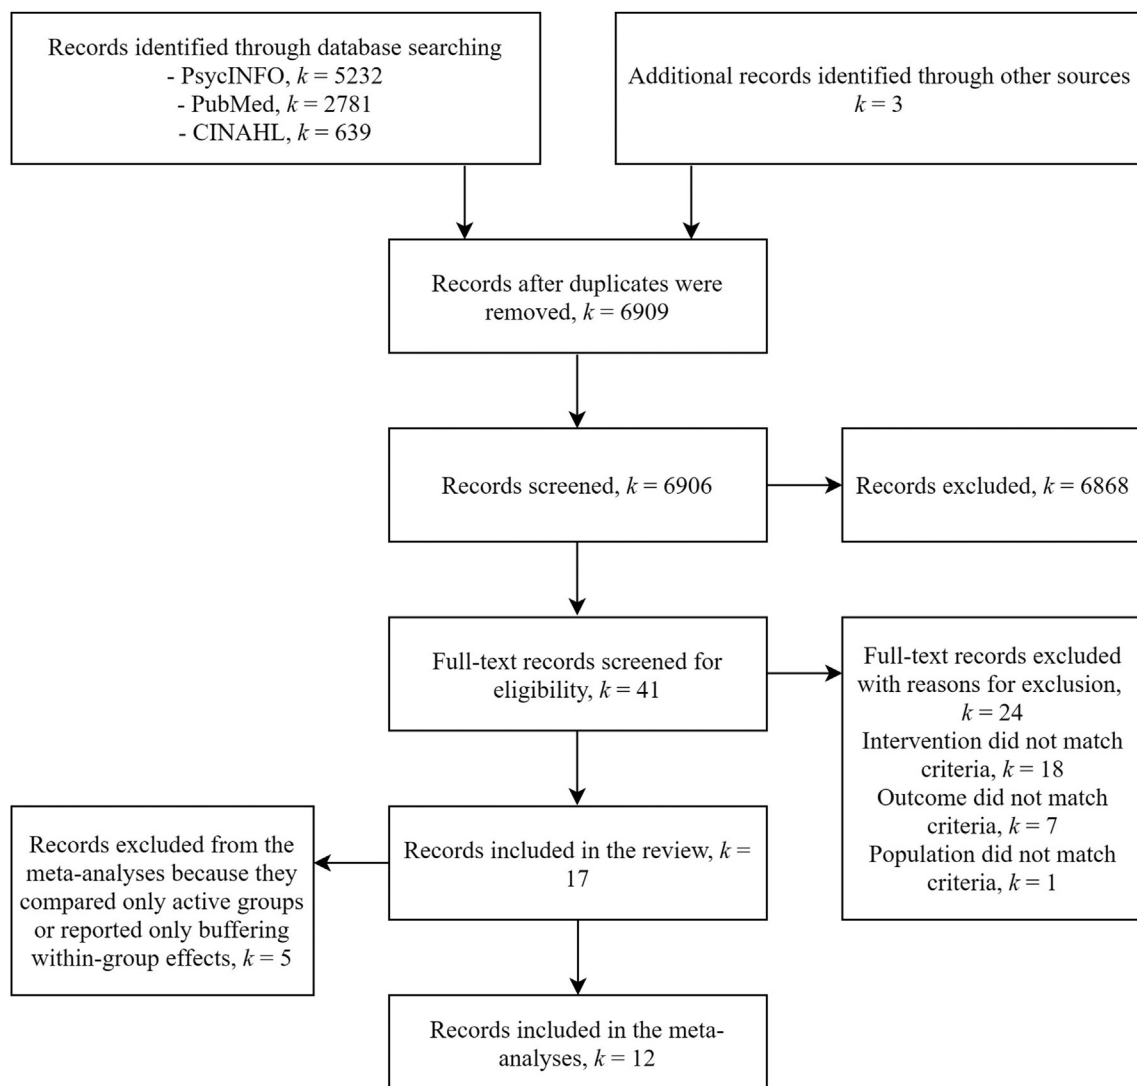 Records identified through database searching
- PsycINFO, k = 5232
- PubMed, k = 2781
- CINAHL, k = 639
Additional records identified through other sources
k = 3
Records after duplicates were
removed, k = 6909
Records screened, k = 6906
Records excluded, k = 6868
Full-text records screened for
eligibility, k = 41
Full-text records excluded
with reasons for exclusion,
k = 24
Intervention did not match
criteria, k = 18
Outcome did not match
criteria, k = 7
Population did not match
criteria, k = 1
Records excluded from the
meta-analyses because they
compared only active groups
or reported only buffering
within-group effects, k = 5
Records included in the review, k =
17
Records included in the meta-
analyses, k = 12